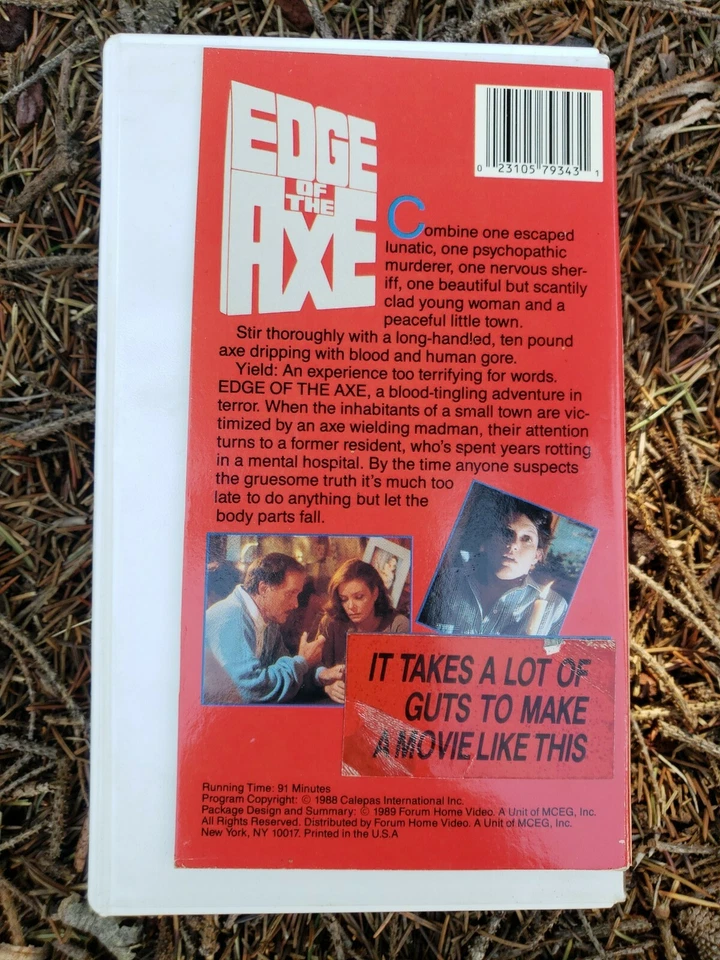 EDGE
OF
THE
AXE
0 23105 79343 1
Combine one escaped
lunatic, one psychopathic
murderer, one nervous sher-
iff, one beautiful but scantily
clad young woman and a
peaceful little town.
Stir thoroughly with a long-handled, ten pound
axe dripping with blood and human gore.
Yield: An experience too terrifying for words.
EDGE OF THE AXE, a blood-tingling adventure in
terror. When the inhabitants of a small town are vic-
timized by an axe wielding madman, their attention
turns to a former resident, who's spent years rotting
in a mental hospital. By the time anyone suspects
the gruesome truth it's much too
late to do anything but let the
body parts fall.
IT TAKES A LOT OF
GUTS TO MAKE
A MOVIE LIKE THIS
Running Time: 91 Minutes
Program Copyright: © 1988 Calepas International Inc.
Package Design and Summary: © 1989 Forum Home Video. A Unit of MCEG, Inc.
All Rights Reserved. Distributed by Forum Home Video. A Unit of MCEG, Inc.
New York, NY 10017. Printed in the U.S.A